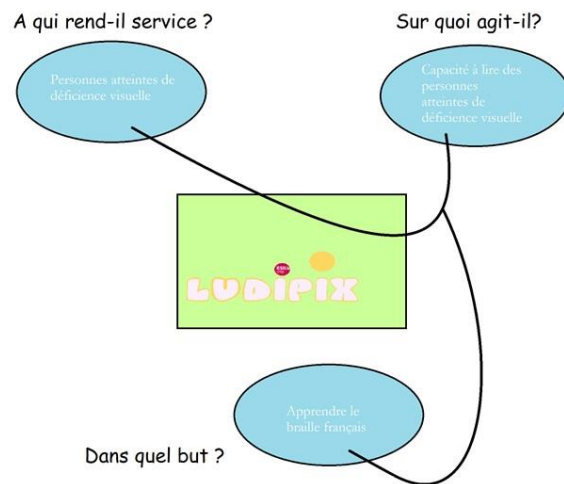 A qui rend-il service ?
Sur quoi agit-il?
Personnes atteintes de
déficience visuelle
Capacité à lire des
personnes
atteintes de
déficience visuelle
LUDIPIX
Apprendre le
braille français
Dans quel but ?